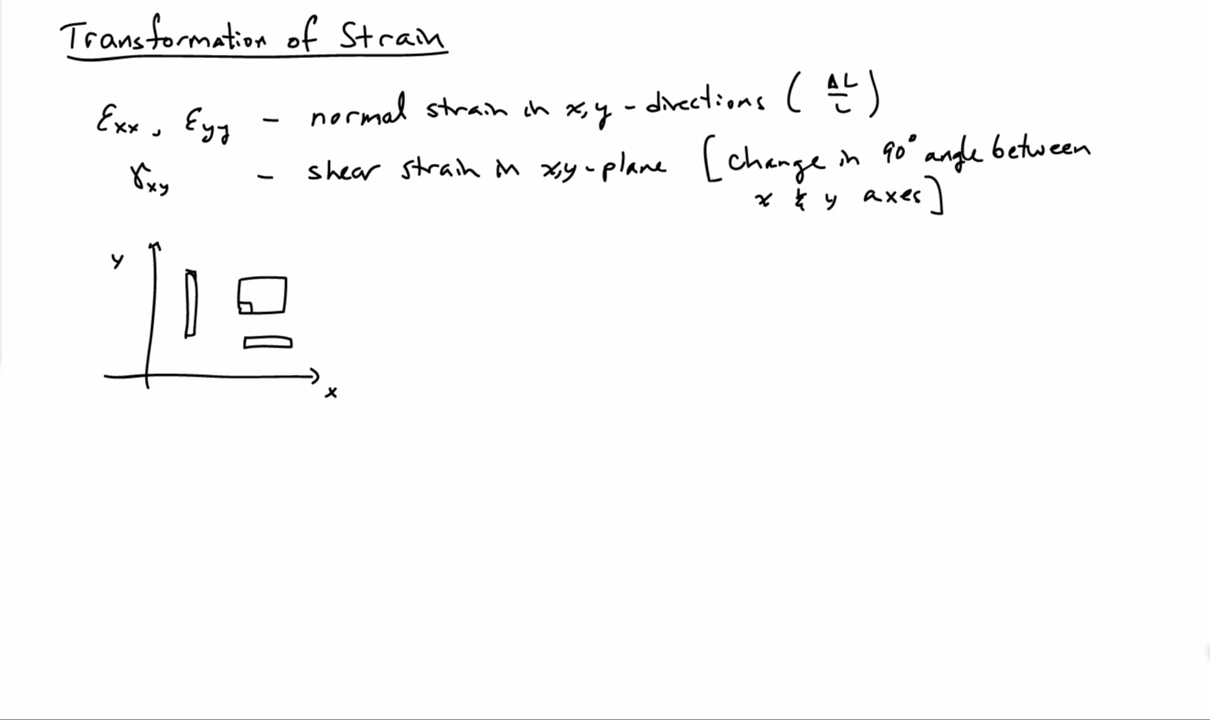 Transformation of Strain
εxx, εyy - normal strain in x,y-directions (ΔL/L)
γxy - shear strain in x,y-plane [change in 90° angle between
x & y axes]
y
x